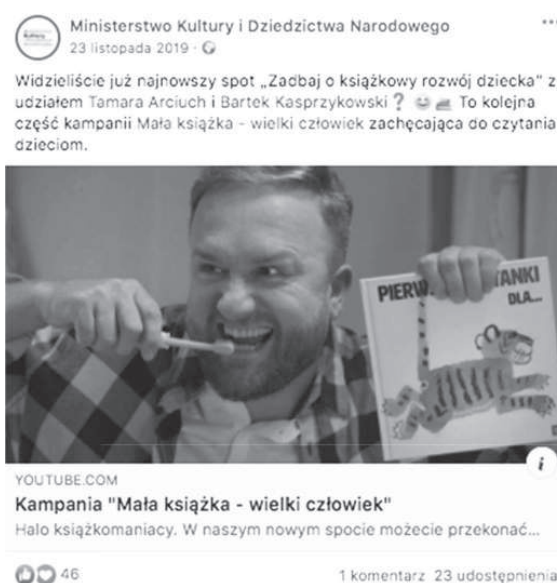 Ministerstwo Kultury i Dziedzictwa Narodowego
23 listopada 2019 ·
Widzieliście już najnowszy spot „Zadbaj o książkowy rozwój dziecka” z
udziałem Tamara Arciuch i Bartek Kasprzykowski? To kolejna
część kampanii Mała książka - wielki człowiek zachęcająca do czytania
dzieciom.
PIERW TANKI
DLA...
YOUTUBE.COM
Kampania "Mała książka - wielki człowiek"
Halo książkomaniacy. W naszym nowym spocie możecie przekonać...
46
1 komentarz 23 udostępnienia